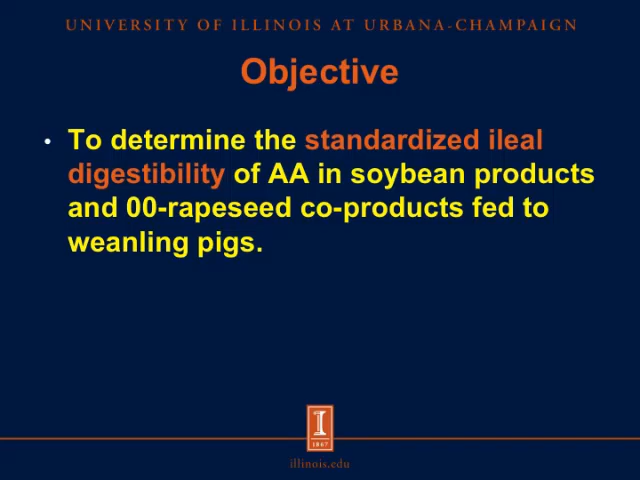 UNIVERSITY OF ILLINOIS AT URBANA-CHAMPAIGN
Objective
• To determine the standardized ileal
digestibility of AA in soybean products
and 00-rapeseed co-products fed to
weanling pigs.
I
1867
illinois.edu